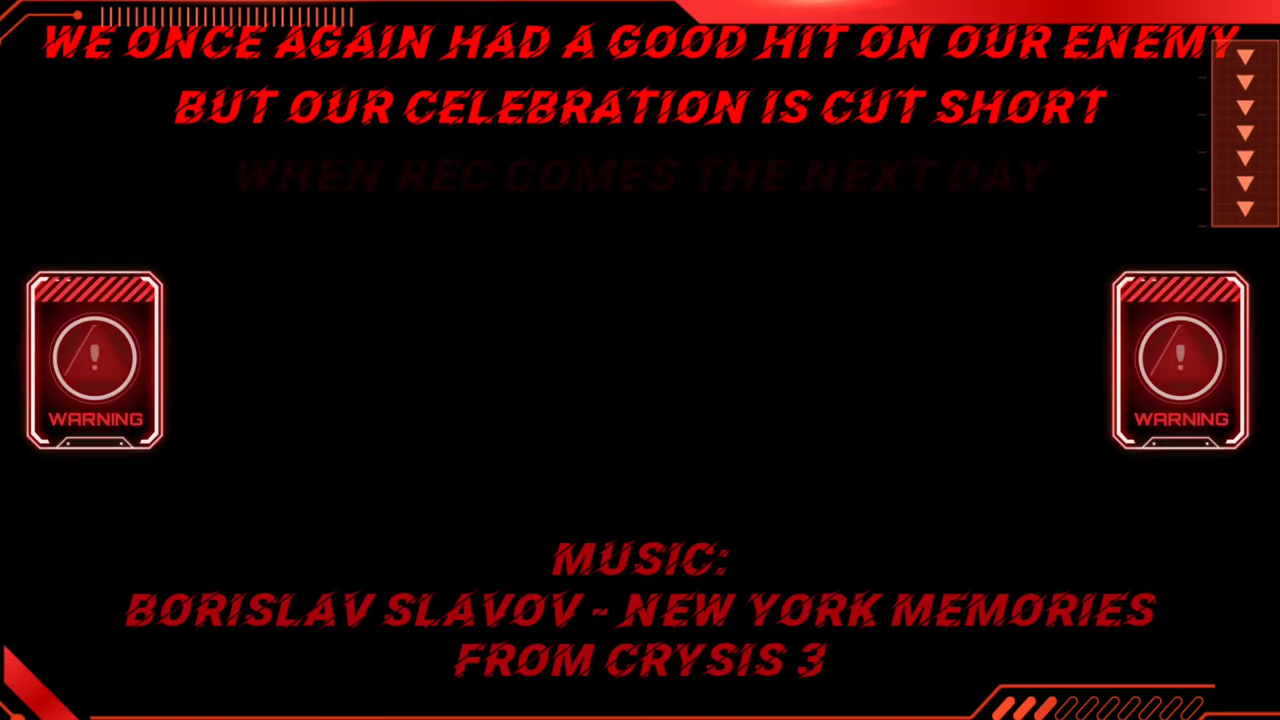 WE ONCE AGAIN HAD A GOOD HIT ON OUR ENEMY
BUT OUR CELEBRATION IS CUT SHORT
WHEN REC COMES THE NEXT DAY
WARNING
WARNING
MUSIC:
BORISLAV SLAVOV - NEW YORK MEMORIES
FROM CRYSIS 3